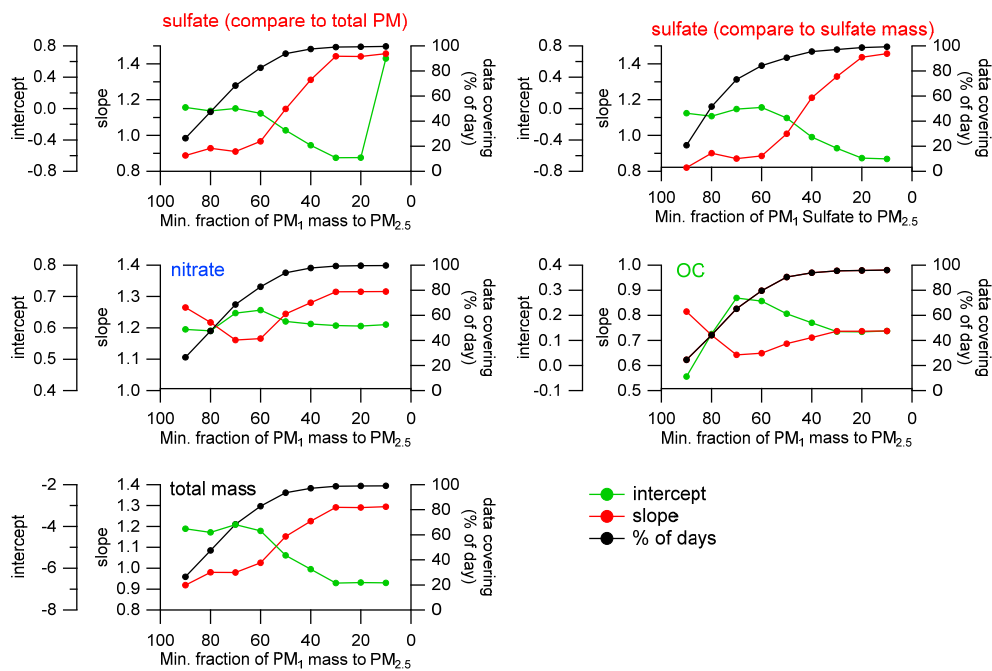 sulfate (compare to total PM)
0.8
0.4
0.0
-0.4
-0.8
intercept
1.4
1.2
1.0
0.8
slope
100
80
60
40
20
0
data covering
(% of day)
100 80 60 40 20 0
Min. fraction of PM1 mass to PM2.5
sulfate (compare to sulfate mass)
0.8
0.4
0.0
-0.4
-0.8
intercept
1.4
1.2
1.0
0.8
slope
100
80
60
40
20
0
data covering
(% of day)
100 80 60 40 20 0
Min. fraction of PM1 Sulfate to PM2.5
nitrate
0.8
0.7
0.6
0.5
0.4
intercept
1.4
1.3
1.2
1.1
1.0
slope
100
80
60
40
20
0
data covering
(% of day)
100 80 60 40 20 0
Min. fraction of PM1 mass to PM2.5
OC
0.4
0.3
0.2
0.1
0.0
-0.1
intercept
1.0
0.9
0.8
0.7
0.6
0.5
slope
100
80
60
40
20
0
data covering
(% of day)
100 80 60 40 20 0
Min. fraction of PM1 mass to PM2.5
total mass
-2
-4
-6
-8
intercept
1.4
1.3
1.2
1.1
1.0
0.9
0.8
slope
100
80
60
40
20
0
data covering
(% of day)
100 80 60 40 20 0
Min. fraction of PM1 mass to PM2.5
intercept
slope
% of days